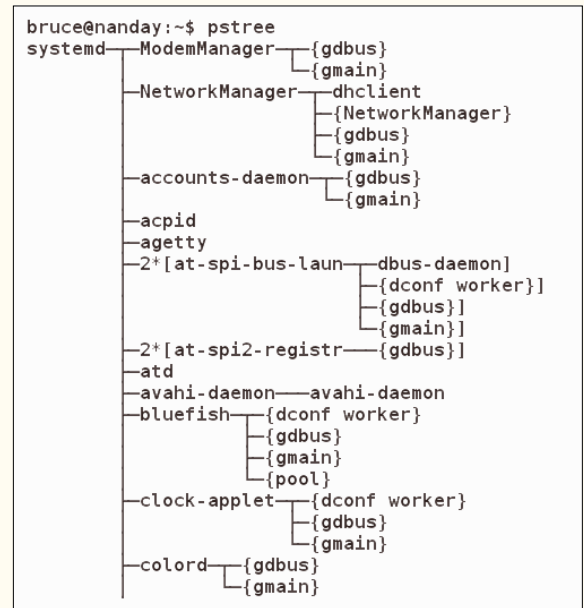 bruce@nanday:~$ pstree
systemd─┬─ModemManager─┬─{gdbus}
        │              └─{gmain}
        ├─NetworkManager─┬─dhclient
        │                ├─{NetworkManager}
        │                ├─{gdbus}
        │                └─{gmain}
        ├─accounts-daemon─┬─{gdbus}
        │                 └─{gmain}
        ├─acpid
        ├─agetty
        ├─2*[at-spi-bus-laun─┬─dbus-daemon]
        │                    ├─{dconf worker}]
        │                    ├─{gdbus}]
        │                    └─{gmain}]
        ├─2*[at-spi2-registr───{gdbus}]
        ├─atd
        ├─avahi-daemon───avahi-daemon
        ├─bluefish─┬─{dconf worker}
        │          ├─{gdbus}
        │          ├─{gmain}
        │          └─{pool}
        ├─clock-applet─┬─{dconf worker}
        │              ├─{gdbus}
        │              └─{gmain}
        ├─colord─┬─{gdbus}
        │        └─{gmain}